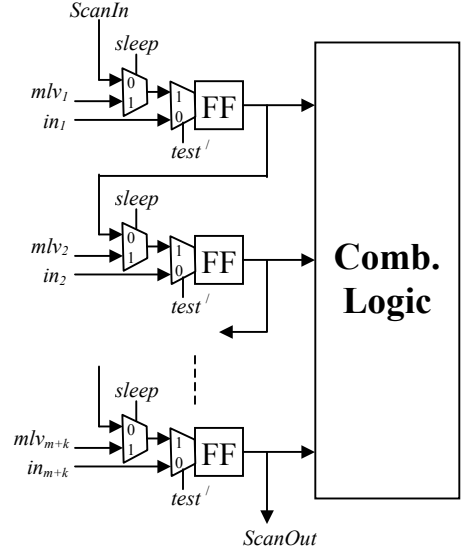 ScanIn
sleep
mlv1 0 1
1 FF
in1 0
test/
sleep
mlv2 0 1
1 FF
in2 0
test/
Comb.
Logic
sleep
mlvm+k 0 1
1 FF
inm+k 0
test/
ScanOut